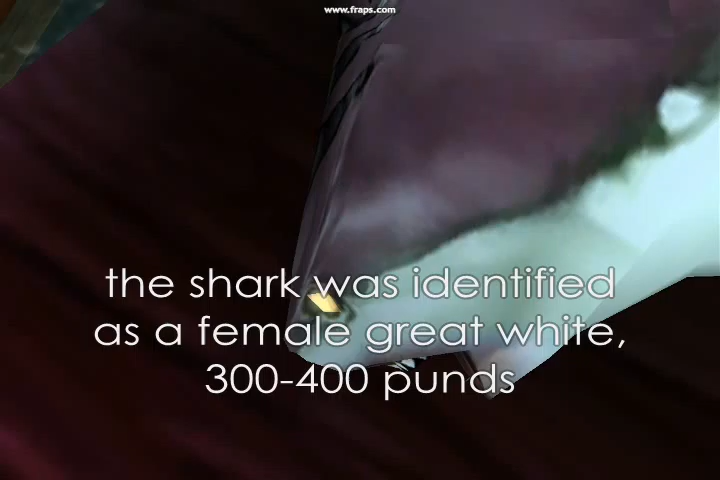 www.fraps.com
the shark was identified
as a female great white,
300-400 punds